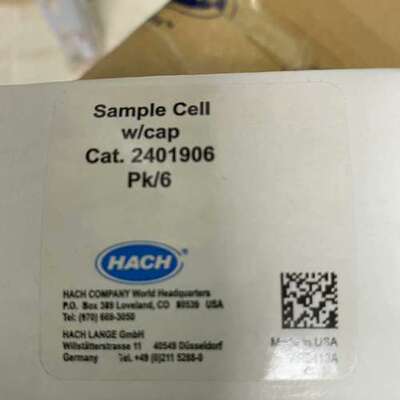 Sample Cell
w/cap
Cat. 2401906
Pk/6
HACH
HACH COMPANY World Headquarters
P.O. Box 389 Loveland, CO 80539 USA
Tel: (970) 669-3050
HACH LANGE GmbH
Willstätterstrasse 11 40549 Düsseldorf
Germany Tel. +49 (0)211 5288-0
Made in USA